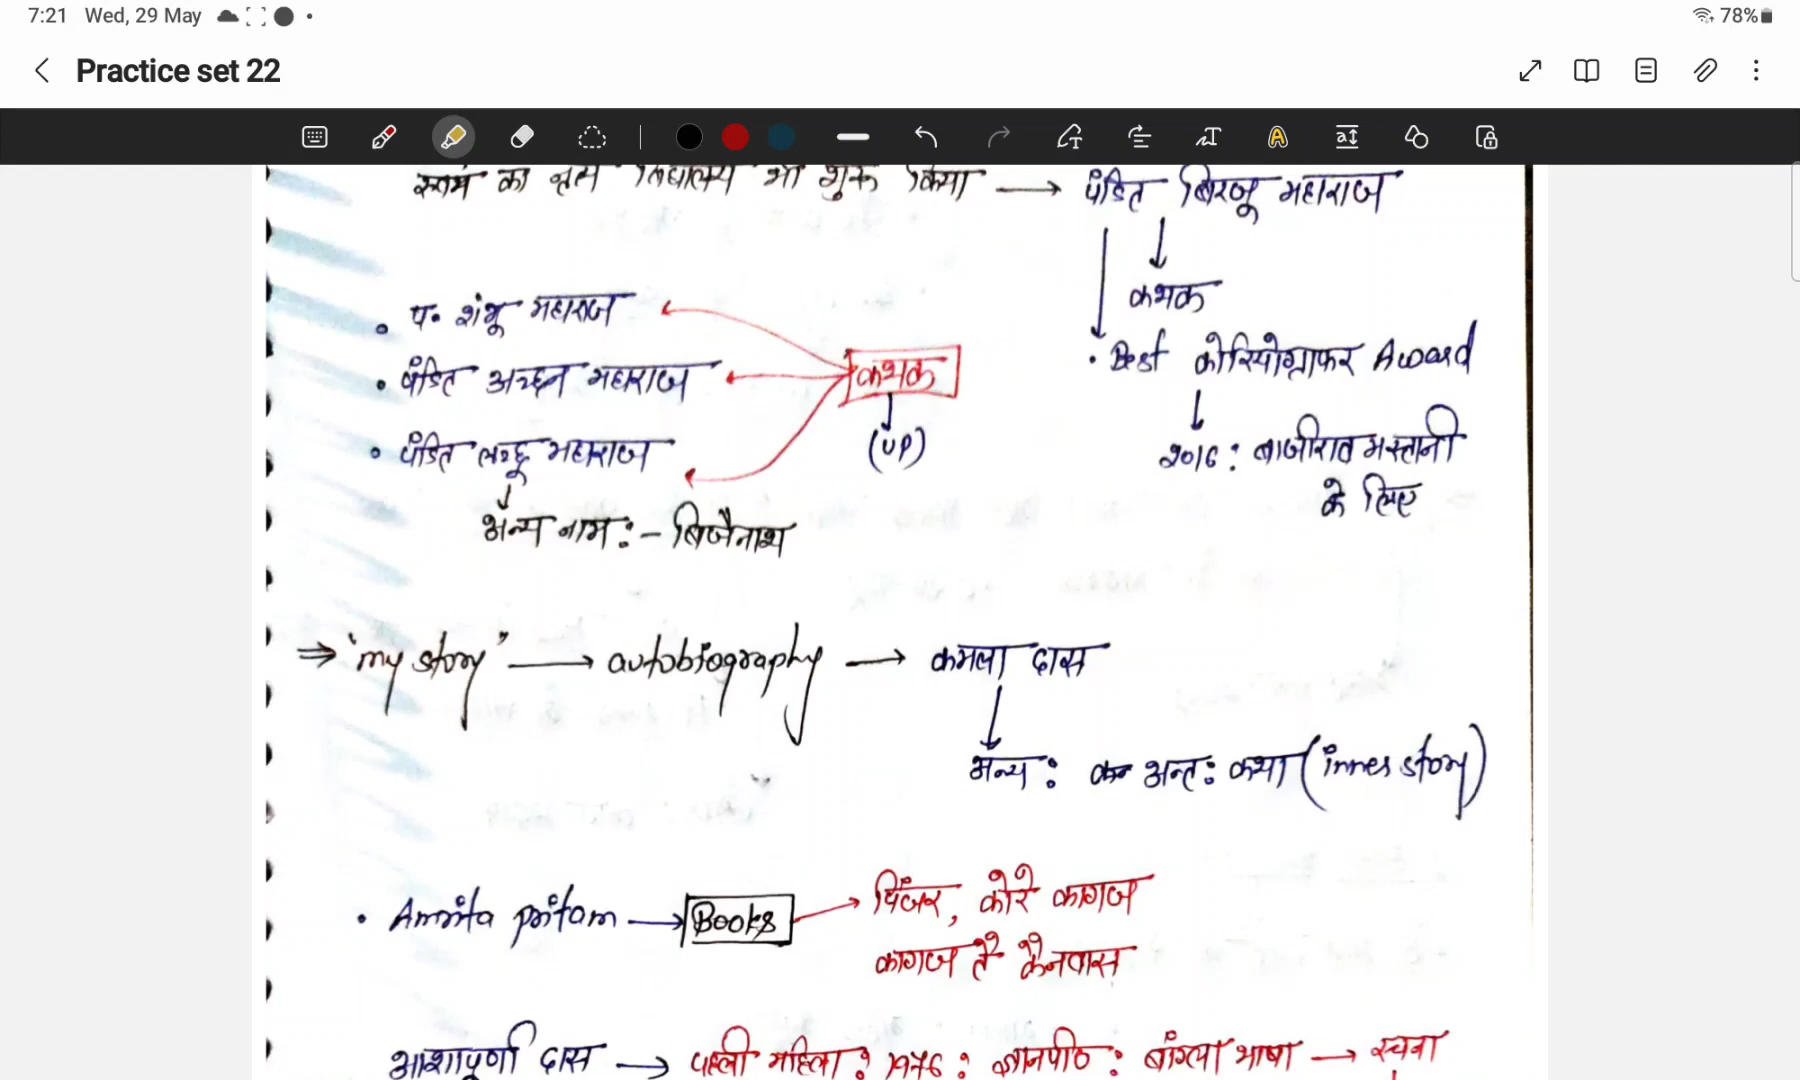 7:21 Wed, 29 May
78%
Practice set 22
का नृत्य विद्यालय भी शुरू किया → पंडित बिरजू महाराज
कथक
• प॰ शंभू महाराज
• पंडित अच्छन महाराज
कथक
• Best कोरियोग्राफर Award
(UP)
• पंडित लच्छू महाराज
2016 : बाजीराव मस्तानी
के लिए
अन्य नाम :- बिजैनाथ
⇒ "my story" → autobiography → कमला दास
अन्य : अन्त: कथा (inner story)
• Amrita pritam → Books → पिंजर, कोरे कागज
कागज ते कैनवास
आशापूर्णा दास → पहली महिला : 1976 : ज्ञानपीठ : बांग्ला भाषा → रचना